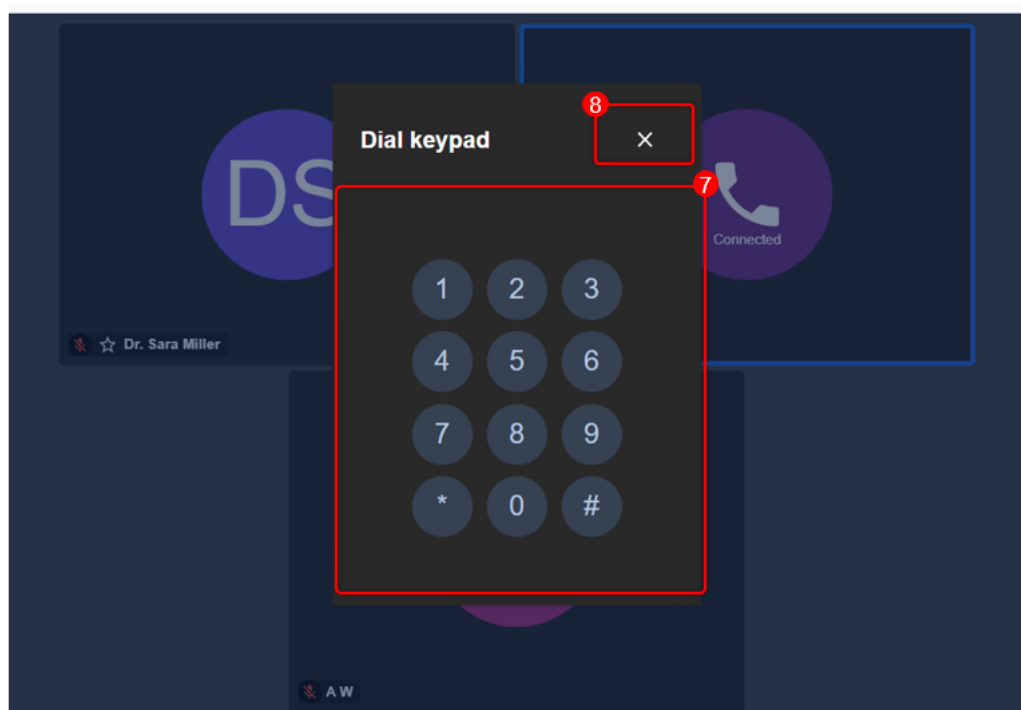 8
Dial keypad
7
DS
Connected
1 2 3
4 5 6
Dr. Sara Miller
7 8 9
* 0 #
A W